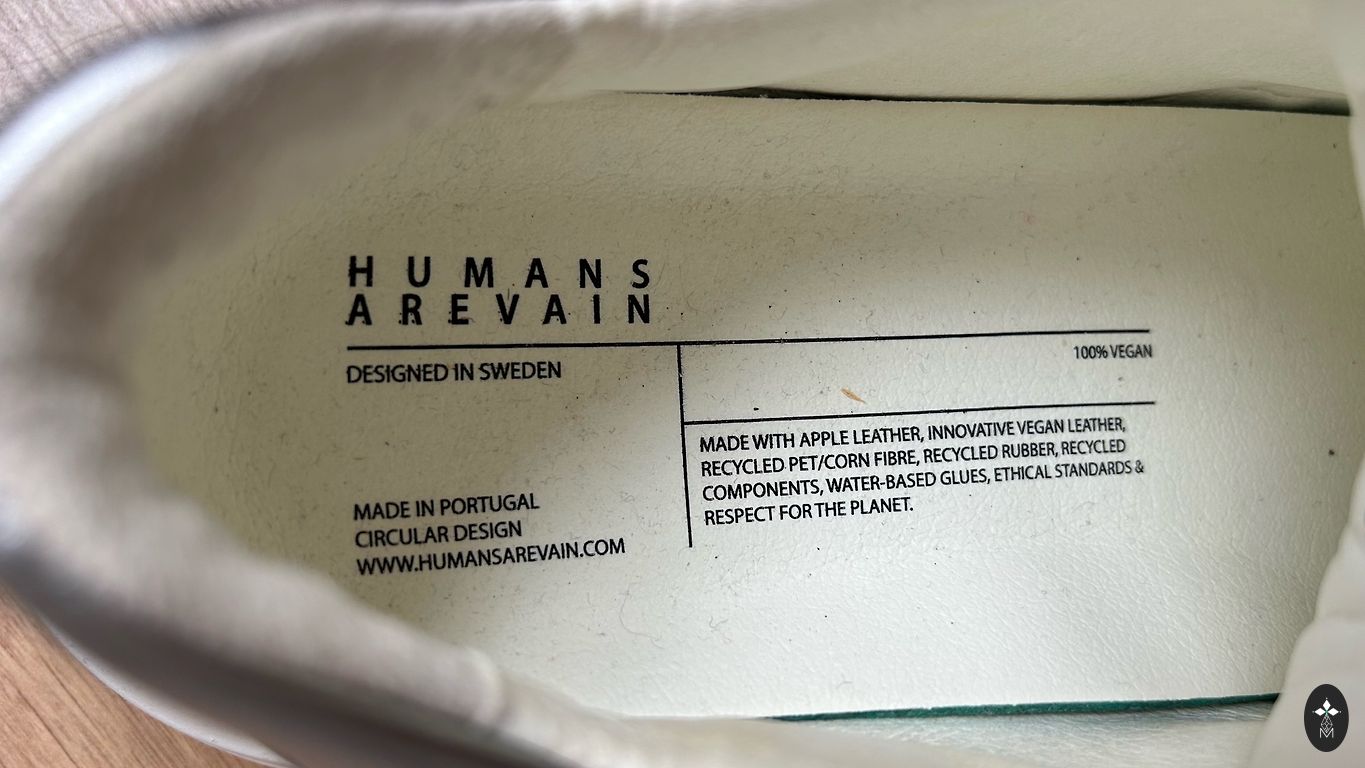 HUMANS
AREVAIN
DESIGNED IN SWEDEN
100% VEGAN
MADE WITH APPLE LEATHER, INNOVATIVE VEGAN LEATHER,
RECYCLED PET/CORN FIBRE, RECYCLED RUBBER, RECYCLED
COMPONENTS, WATER-BASED GLUES, ETHICAL STANDARDS &
RESPECT FOR THE PLANET.
MADE IN PORTUGAL
CIRCULAR DESIGN
WWW.HUMANSAREVAIN.COM
M